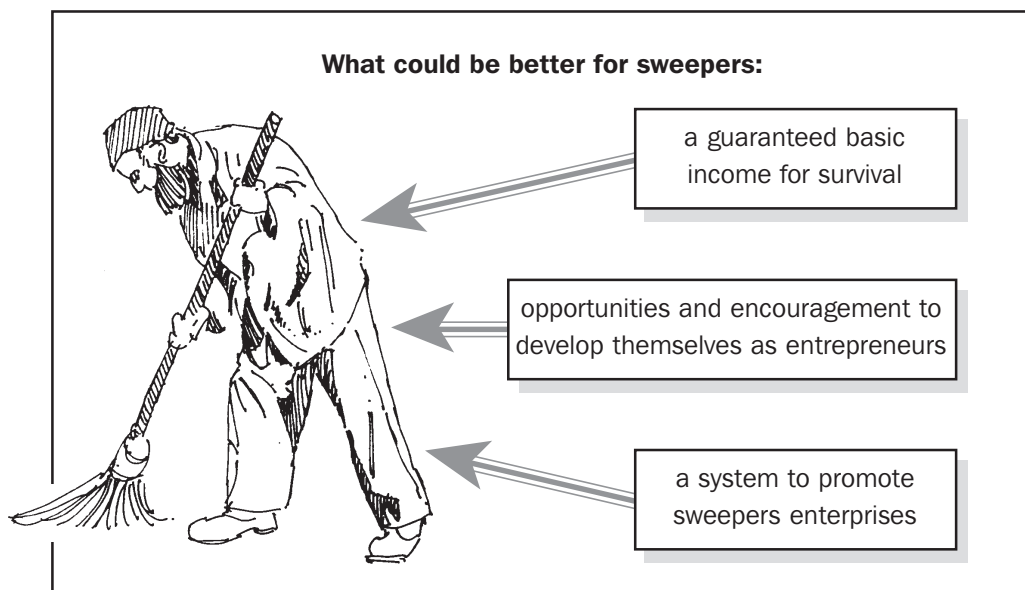 What could be better for sweepers:
a guaranteed basic
income for survival
opportunities and encouragement to
develop themselves as entrepreneurs
a system to promote
sweepers enterprises